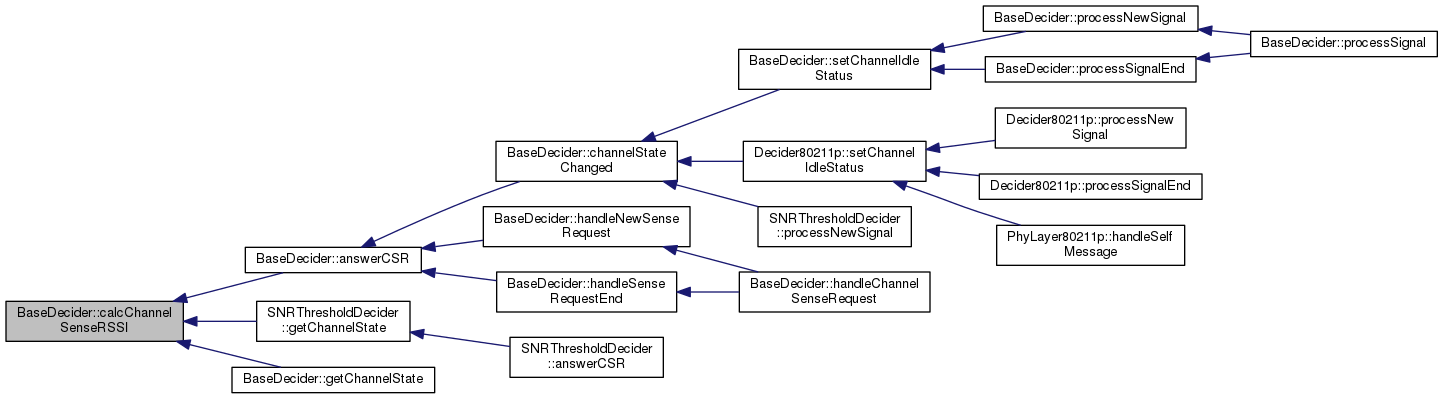 BaseDecider::processNewSignal
BaseDecider::processSignal
BaseDecider::setChannelIdle
Status
BaseDecider::processSignalEnd
Decider80211p::processNew
Signal
BaseDecider::channelState
Changed
Decider80211p::setChannel
IdleStatus
Decider80211p::processSignalEnd
BaseDecider::handleNewSense
Request
SNRThresholdDecider
::processNewSignal
PhyLayer80211p::handleSelf
Message
BaseDecider::answerCSR
BaseDecider::handleSense
RequestEnd
BaseDecider::handleChannel
SenseRequest
BaseDecider::calcChannel
SenseRSSI
SNRThresholdDecider
::getChannelState
SNRThresholdDecider
::answerCSR
BaseDecider::getChannelState